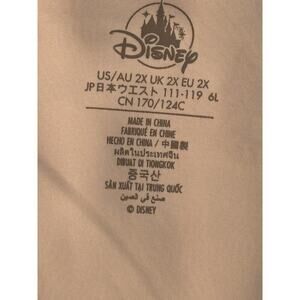 Disney
US/AU 2X UK 2X EU 2X
JP日本ウエスト 111-119 6L
CN 170/124C
MADE IN CHINA
FABRIQUÉ EN CHINE
HECHO EN CHINA / 中國製
ผลิตในประเทศจีน
DIBUAT DI TIONGKOK
중국산
SẢN XUẤT TẠI TRUNG QUỐC
صنع في الصين
© DISNEY